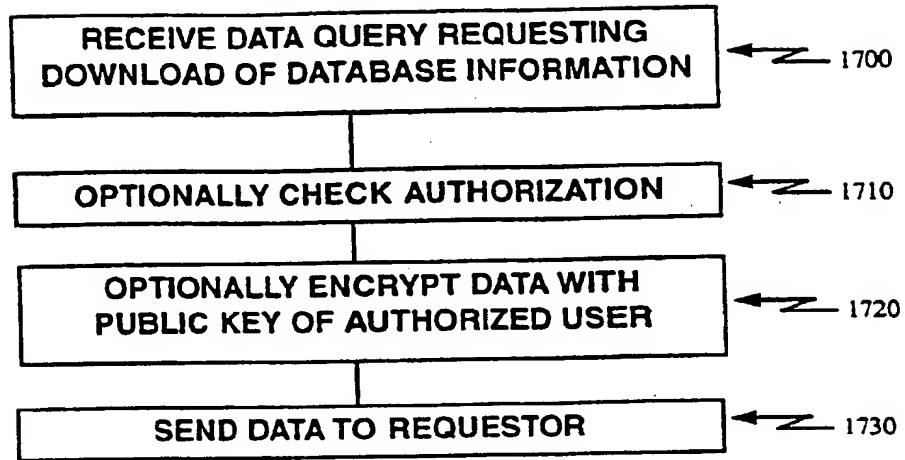 RECEIVE DATA QUERY REQUESTING
DOWNLOAD OF DATABASE INFORMATION
1700
OPTIONALLY CHECK AUTHORIZATION
1710
OPTIONALLY ENCRYPT DATA WITH
PUBLIC KEY OF AUTHORIZED USER
1720
SEND DATA TO REQUESTOR
1730